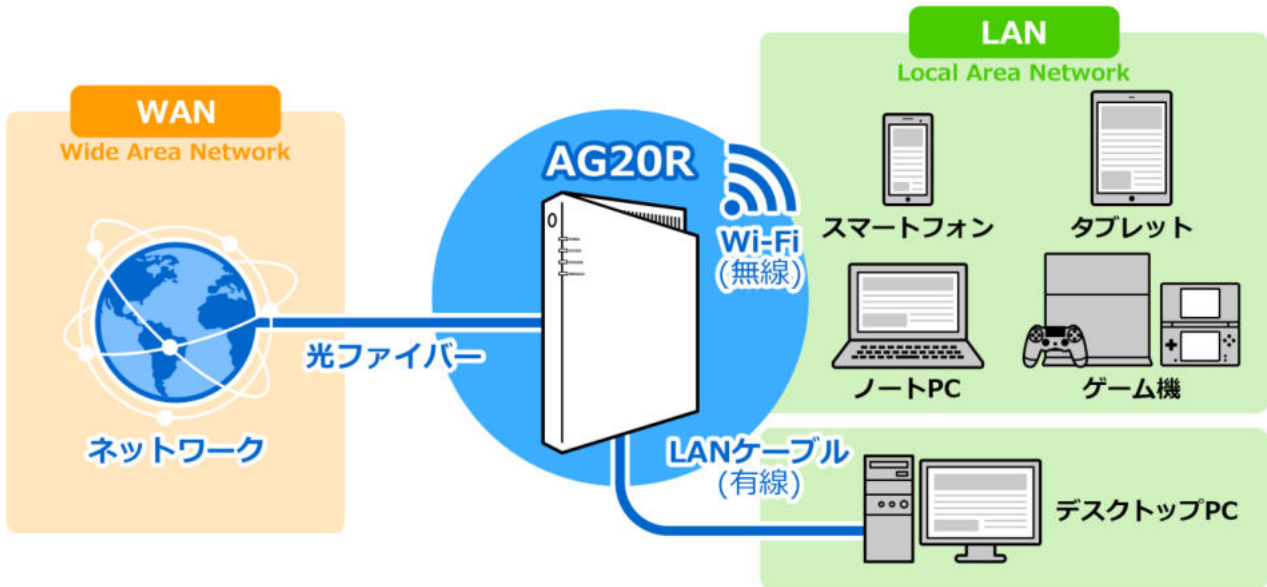 WAN
Wide Area Network
ネットワーク
光ファイバー
AG20R
Wi-Fi
(無線)
LANケーブル
(有線)
LAN
Local Area Network
スマートフォン
タブレット
ノートPC
ゲーム機
デスクトップPC